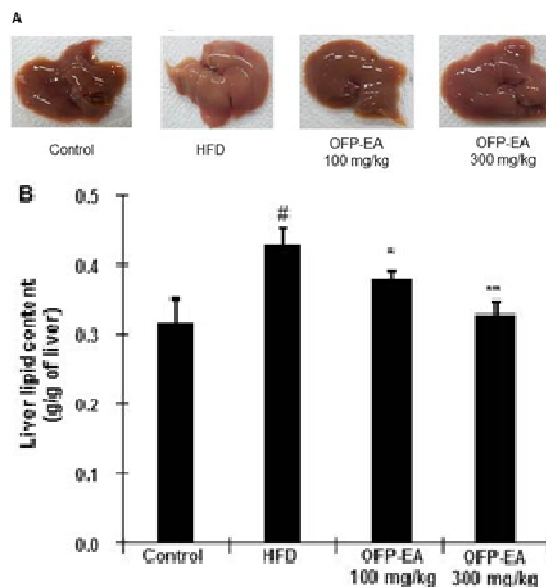 A
Control
HFD
OFP-EA
100 mg/kg
OFP-EA
300 mg/kg
B
Liver lipid content
(g/g of liver)
0.5
0.4
0.3
0.2
0.1
0.0
#
*
**
Control
HFD
OFP-EA
100 mg/kg
OFP-EA
300 mg/kg